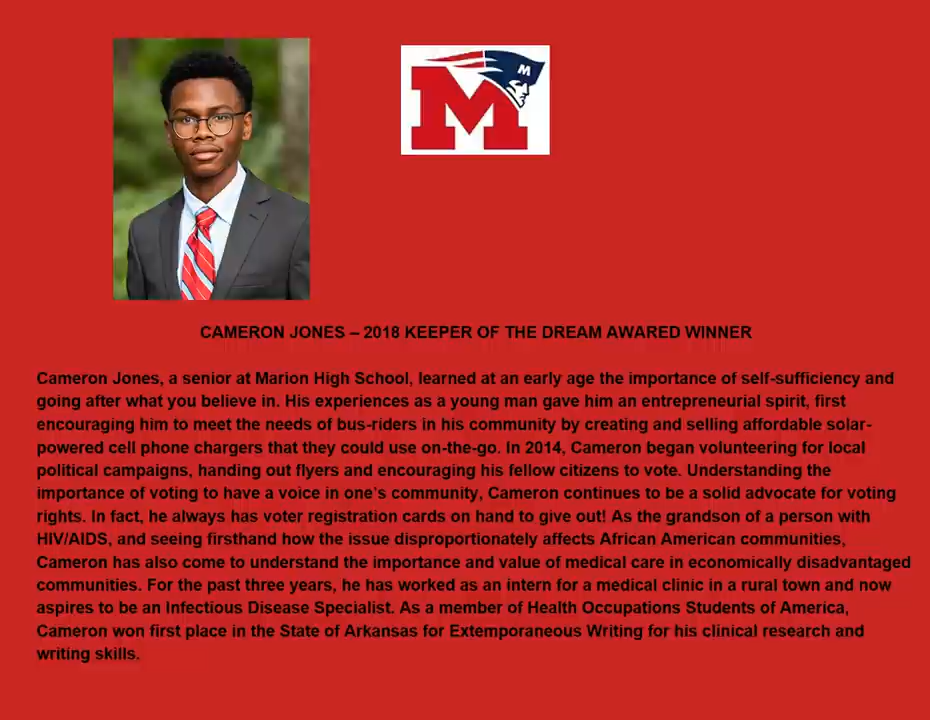 M
M
CAMERON JONES – 2018 KEEPER OF THE DREAM AWARED WINNER
Cameron Jones, a senior at Marion High School, learned at an early age the importance of self-sufficiency and
going after what you believe in. His experiences as a young man gave him an entrepreneurial spirit, first
encouraging him to meet the needs of bus-riders in his community by creating and selling affordable solar-
powered cell phone chargers that they could use on-the-go. In 2014, Cameron began volunteering for local
political campaigns, handing out flyers and encouraging his fellow citizens to vote. Understanding the
importance of voting to have a voice in one's community, Cameron continues to be a solid advocate for voting
rights. In fact, he always has voter registration cards on hand to give out! As the grandson of a person with
HIV/AIDS, and seeing firsthand how the issue disproportionately affects African American communities,
Cameron has also come to understand the importance and value of medical care in economically disadvantaged
communities. For the past three years, he has worked as an intern for a medical clinic in a rural town and now
aspires to be an Infectious Disease Specialist. As a member of Health Occupations Students of America,
Cameron won first place in the State of Arkansas for Extemporaneous Writing for his clinical research and
writing skills.